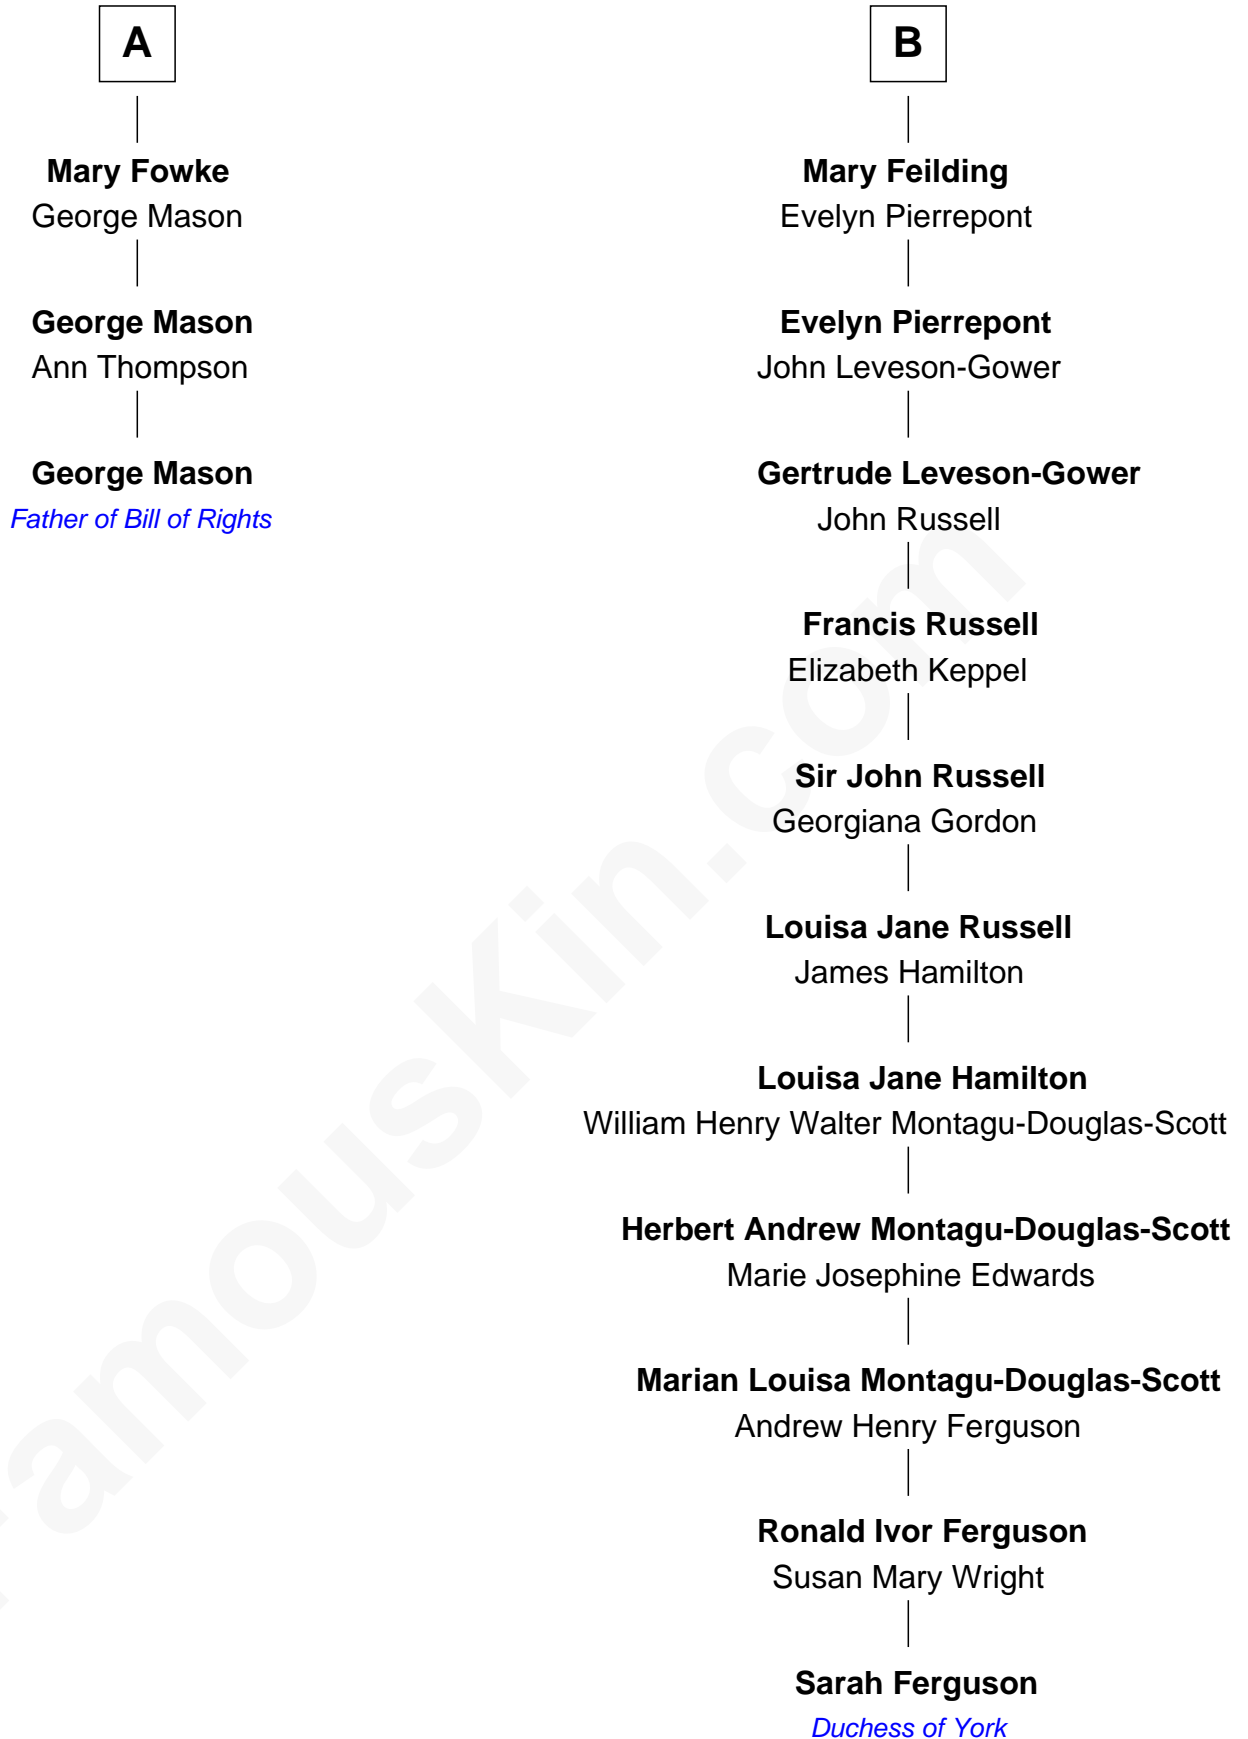 A
Mary Fowke
George Mason
George Mason
Ann Thompson
George Mason
Father of Bill of Rights
B
Mary Feilding
Evelyn Pierrepont
Evelyn Pierrepont
John Leveson-Gower
Gertrude Leveson-Gower
John Russell
Francis Russell
Elizabeth Keppel
Sir John Russell
Georgiana Gordon
Louisa Jane Russell
James Hamilton
Louisa Jane Hamilton
William Henry Walter Montagu-Douglas-Scott
Herbert Andrew Montagu-Douglas-Scott
Marie Josephine Edwards
Marian Louisa Montagu-Douglas-Scott
Andrew Henry Ferguson
Ronald Ivor Ferguson
Susan Mary Wright
Sarah Ferguson
Duchess of York
FamousKin.com